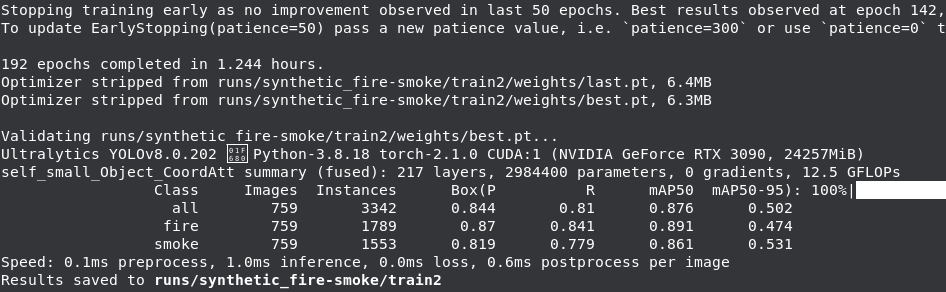 Stopping training early as no improvement observed in last 50 epochs. Best results observed at epoch 142,
To update EarlyStopping(patience=50) pass a new patience value, i.e. `patience=300` or use `patience=0` t
192 epochs completed in 1.244 hours.
Optimizer stripped from runs/synthetic_fire-smoke/train2/weights/last.pt, 6.4MB
Optimizer stripped from runs/synthetic_fire-smoke/train2/weights/best.pt, 6.3MB
Validating runs/synthetic_fire-smoke/train2/weights/best.pt...
Ultralytics YOLOv8.0.202 01F680 Python-3.8.18 torch-2.1.0 CUDA:1 (NVIDIA GeForce RTX 3090, 24257MiB)
self_small_Object_CoordAtt summary (fused): 217 layers, 2984400 parameters, 0 gradients, 12.5 GFLOPs
Class Images Instances Box(P R mAP50 mAP50-95): 100%|
all 759 3342 0.844 0.81 0.876 0.502
fire 759 1789 0.87 0.841 0.891 0.474
smoke 759 1553 0.819 0.779 0.861 0.531
Speed: 0.1ms preprocess, 1.0ms inference, 0.0ms loss, 0.6ms postprocess per image
Results saved to runs/synthetic_fire-smoke/train2